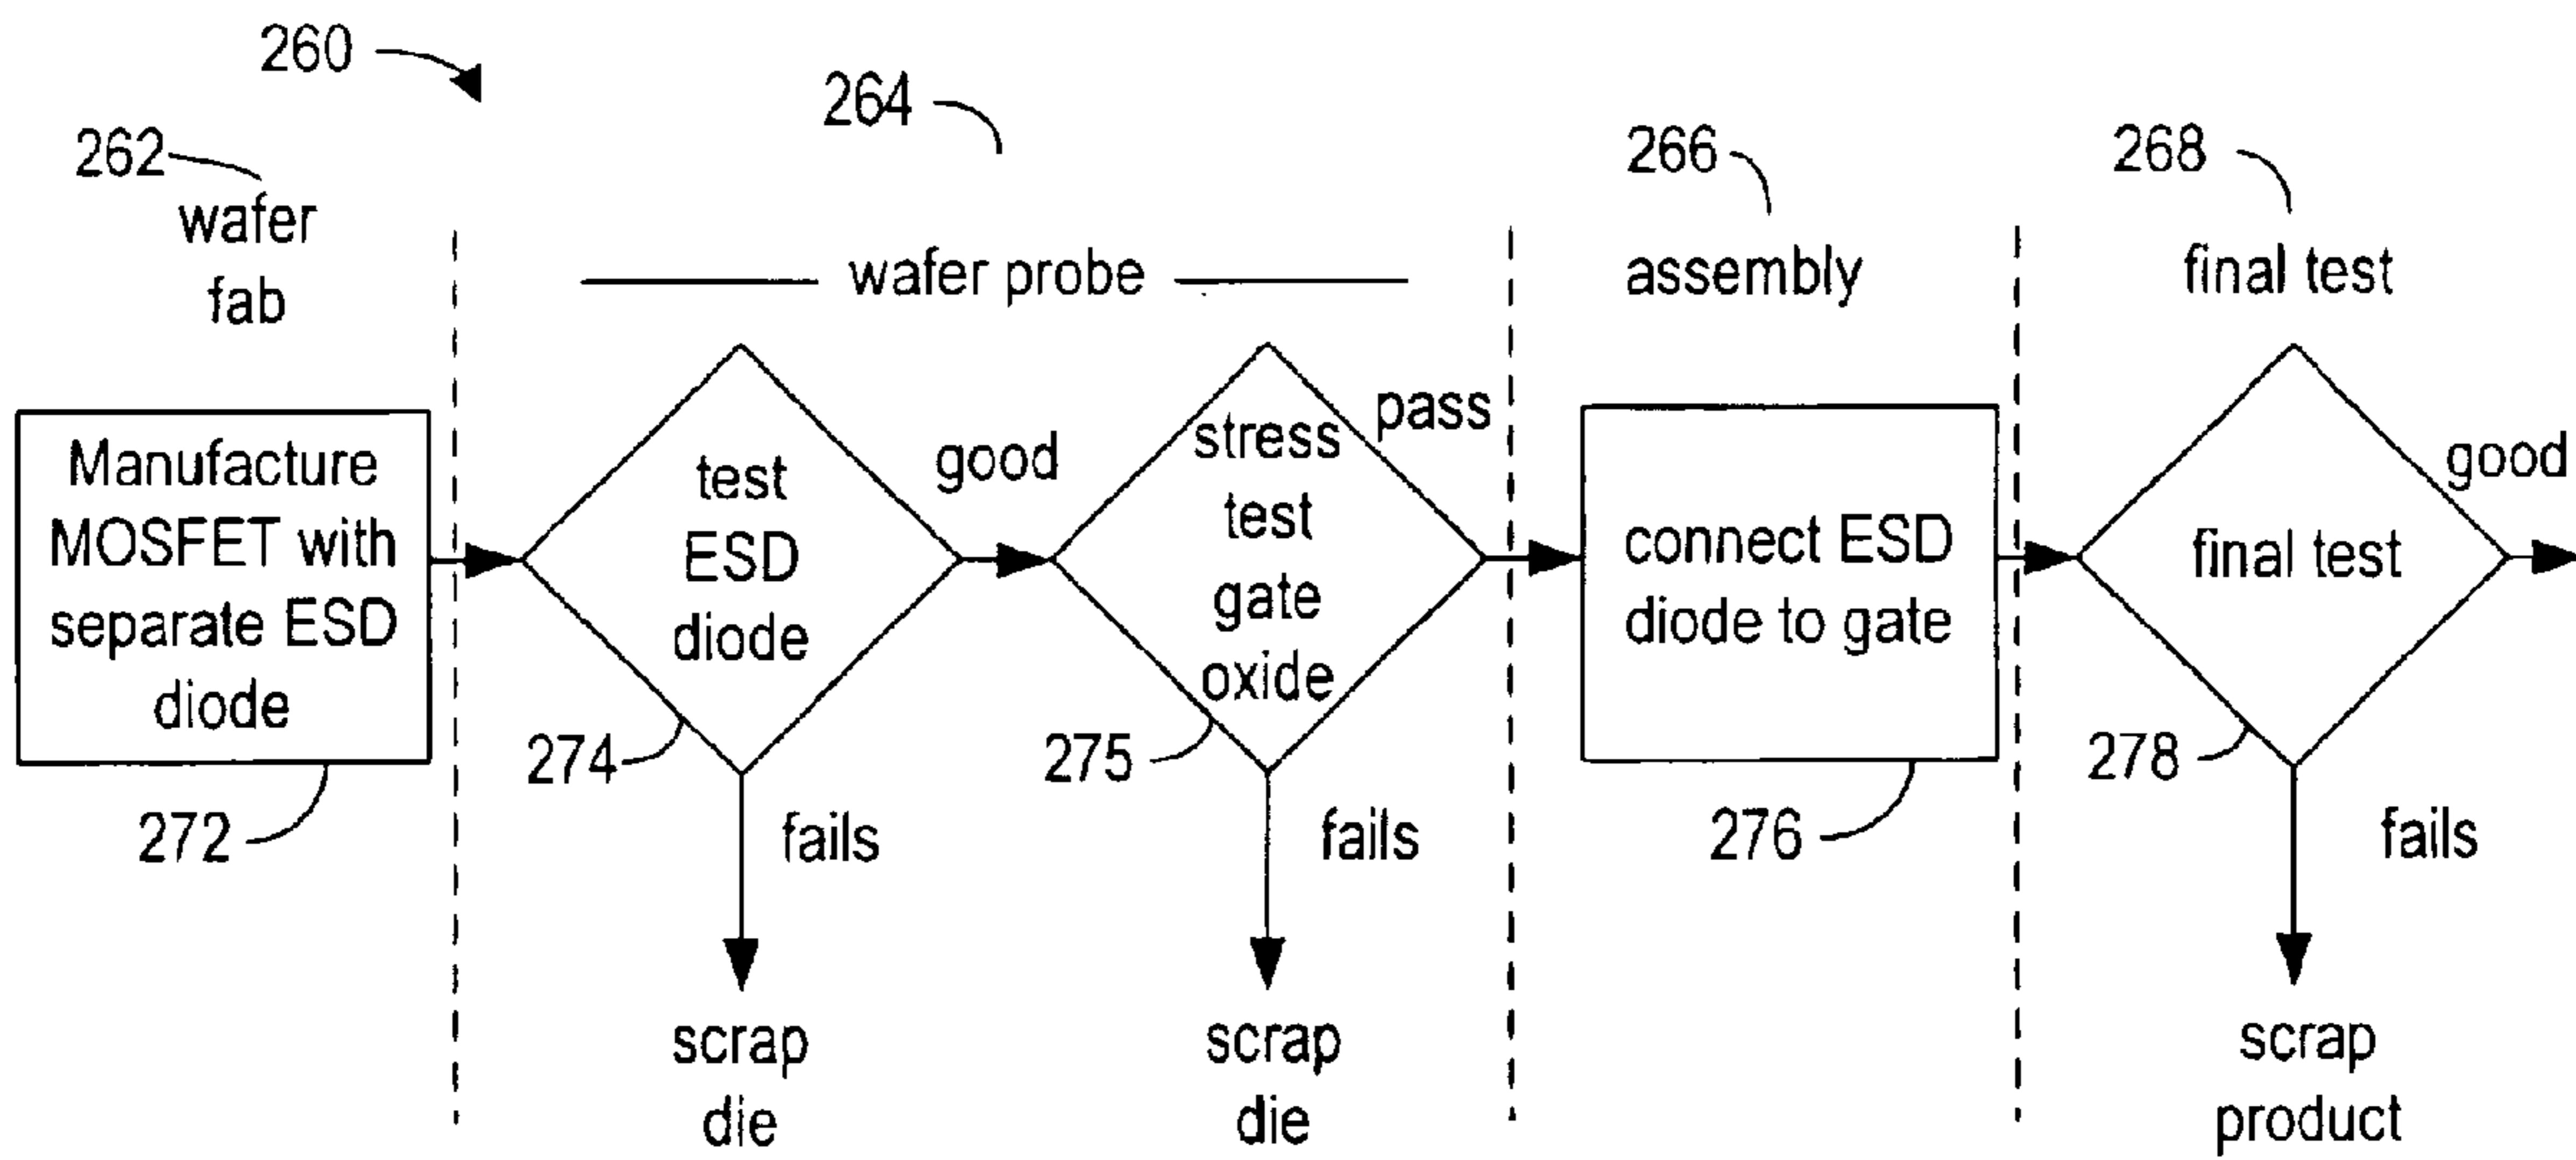 260
264
262
266
268
wafer
fab
wafer probe
assembly
final test
Manufacture
MOSFET with
separate ESD
diode
272
test
ESD
diode
274
good
fails
scrap
die
stress
test
gate
oxide
275
pass
fails
scrap
die
connect ESD
diode to gate
276
final test
278
good
fails
scrap
product